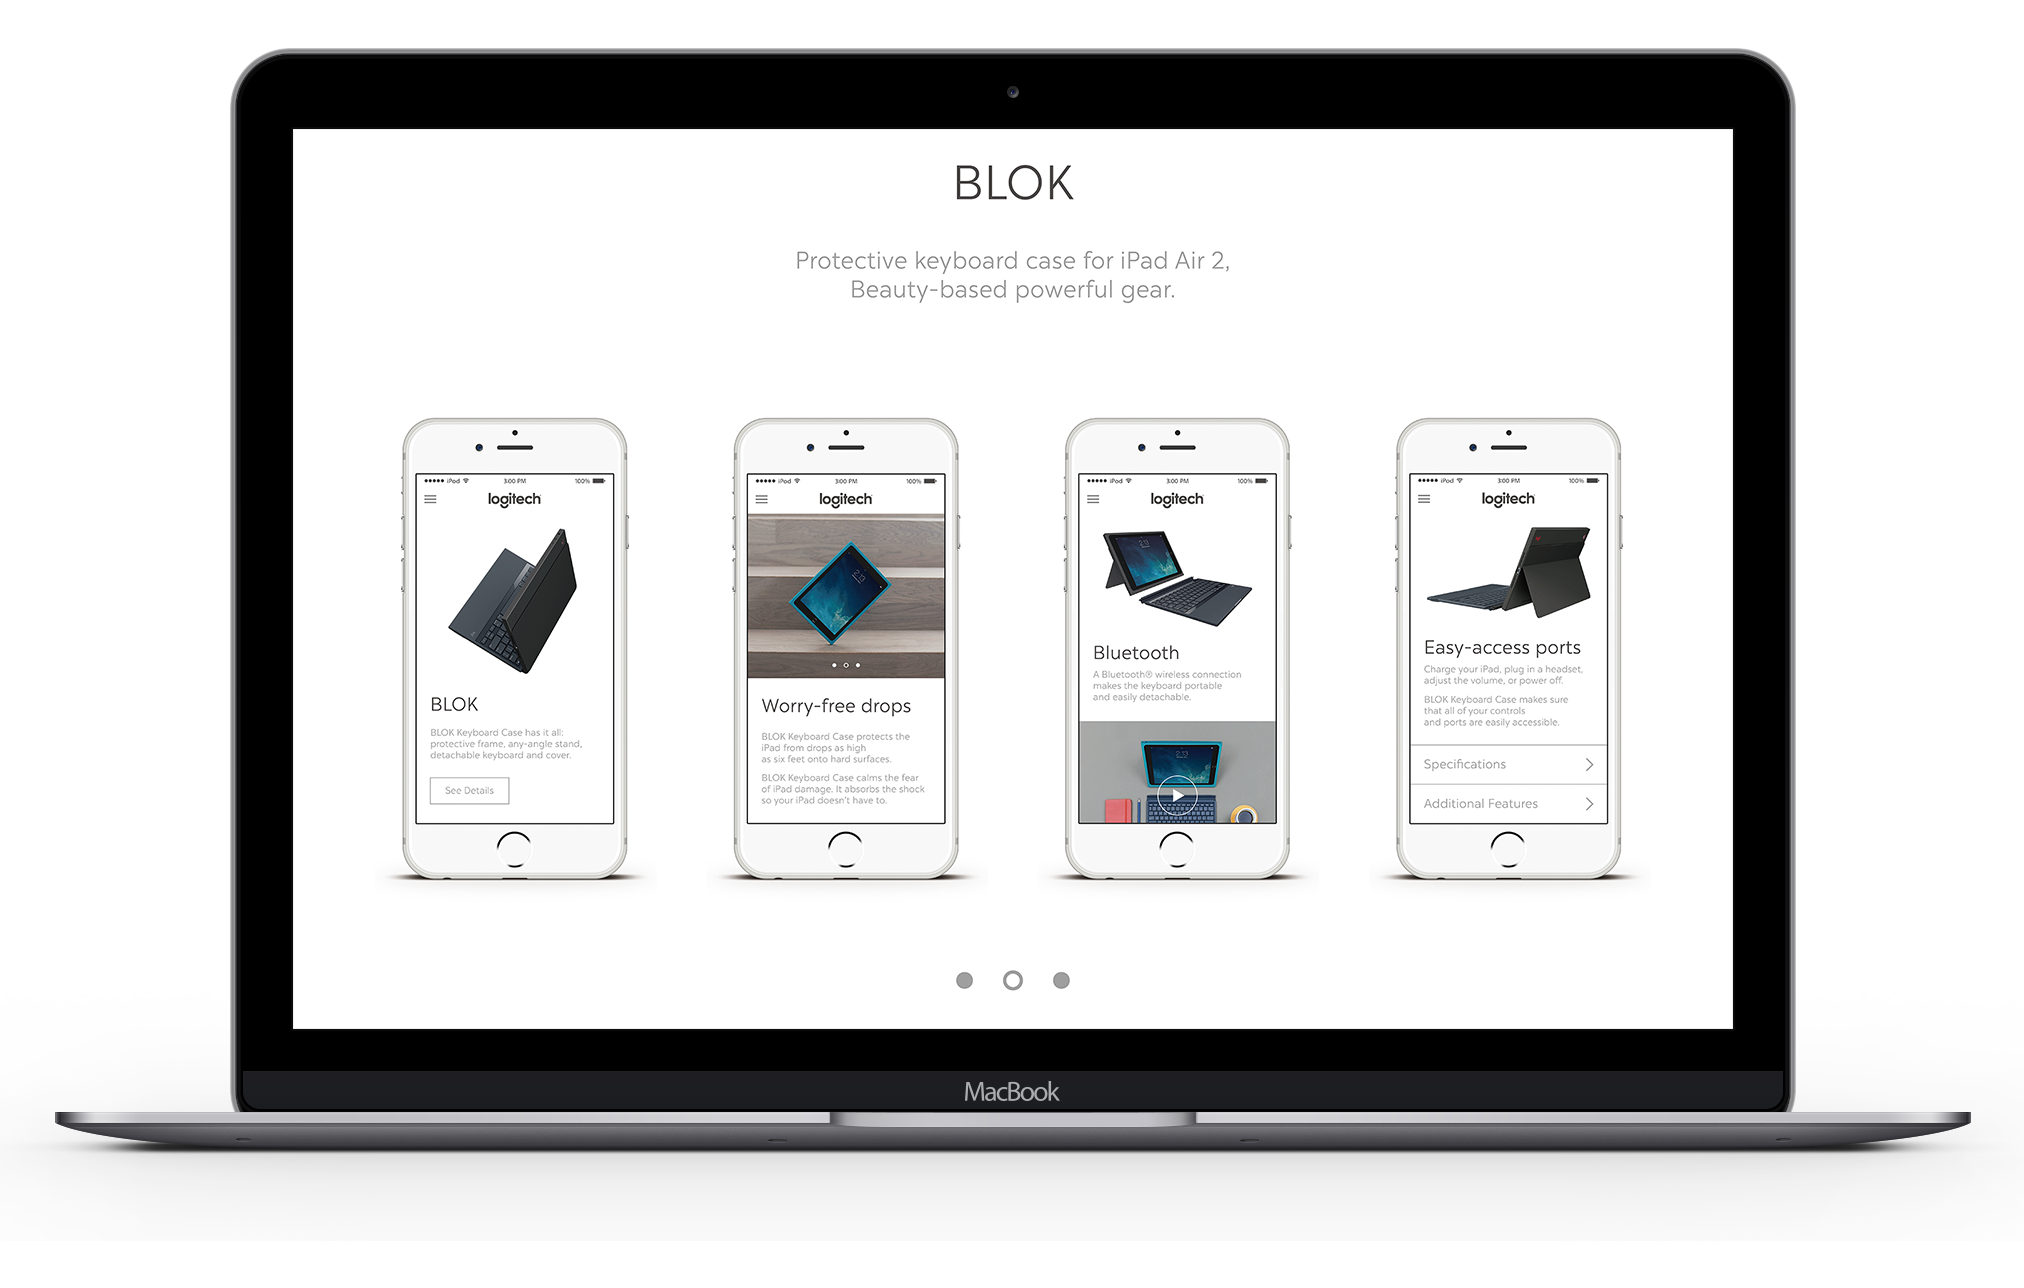 BLOK
Protective keyboard case for iPad Air 2,
Beauty-based powerful gear.
iPod 3:00 PM 100%
logitech
BLOK
BLOK Keyboard Case has it all:
protective frame, any-angle stand,
detachable keyboard and cover.
See Details
iPod 3:00 PM 100%
logitech
2:13
Worry-free drops
BLOK Keyboard Case protects the
iPad from drops as high
as six feet onto hard surfaces.
BLOK Keyboard Case calms the fear
of iPad damage. It absorbs the shock
so your iPad doesn't have to.
iPod 3:00 PM 100%
logitech
2:13
Bluetooth
A Bluetooth® wireless connection
makes the keyboard portable
and easily detachable.
2:13
iPod 3:00 PM 100%
logitech
Easy-access ports
Charge your iPad, plug in a headset,
adjust the volume, or power off.
BLOK Keyboard Case makes sure
that all of your controls
and ports are easily accessible.
Specifications
Additional Features
MacBook